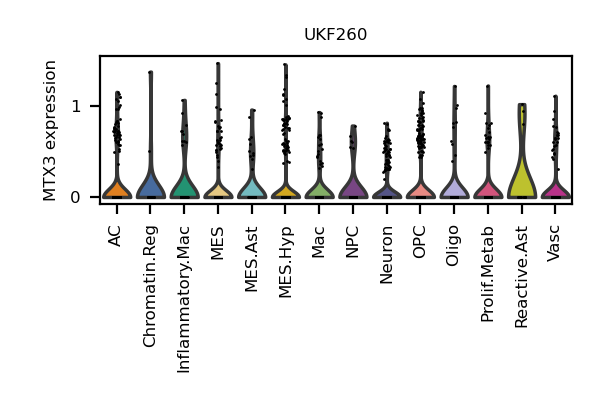 UKF260
MTX3 expression
1
0
AC
Chromatin.Reg
Inflammatory.Mac
MES
MES.Ast
MES.Hyp
Mac
NPC
Neuron
OPC
Oligo
Prolif.Metab
Reactive.Ast
Vasc